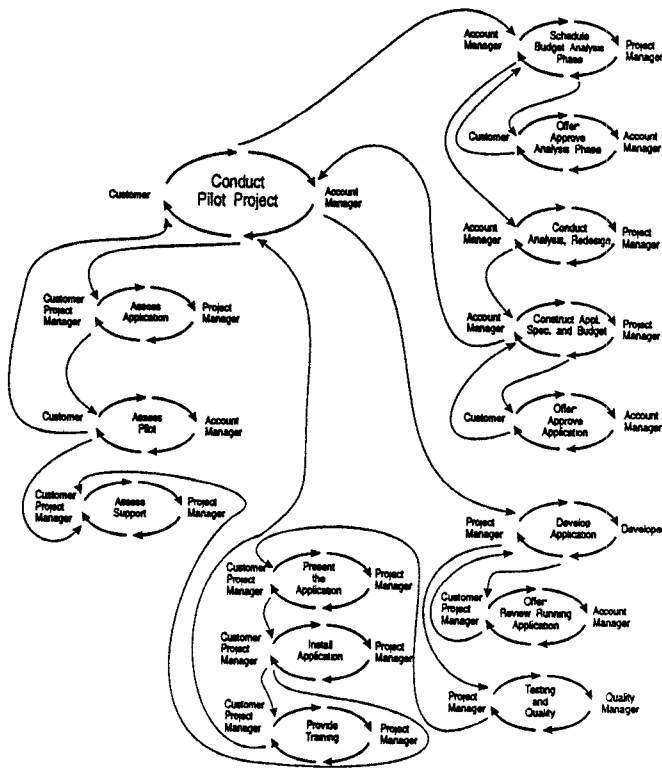 Account
Manager
Schedule
Budget Analysis
Phase
Project
Manager
Customer
Offer
Approve
Analysis Phase
Account
Manager
Customer
Conduct
Pilot Project
Account
Manager
Account
Manager
Conduct
Analysis, Redesign
Project
Manager
Customer
Project
Manager
Assess
Application
Project
Manager
Account
Manager
Construct Appl.
Spec. and Budget
Project
Manager
Customer
Assess
Pilot
Account
Manager
Customer
Offer
Approve
Application
Account
Manager
Customer
Project
Manager
Assess
Support
Project
Manager
Project
Manager
Develop
Application
Developer
Customer
Project
Manager
Present
the
Application
Project
Manager
Customer
Project
Manager
Offer
Review Running
Application
Account
Manager
Customer
Project
Manager
Install
Application
Project
Manager
Project
Manager
Testing
and
Quality
Quality
Manager
Customer
Project
Manager
Provide
Training
Project
Manager